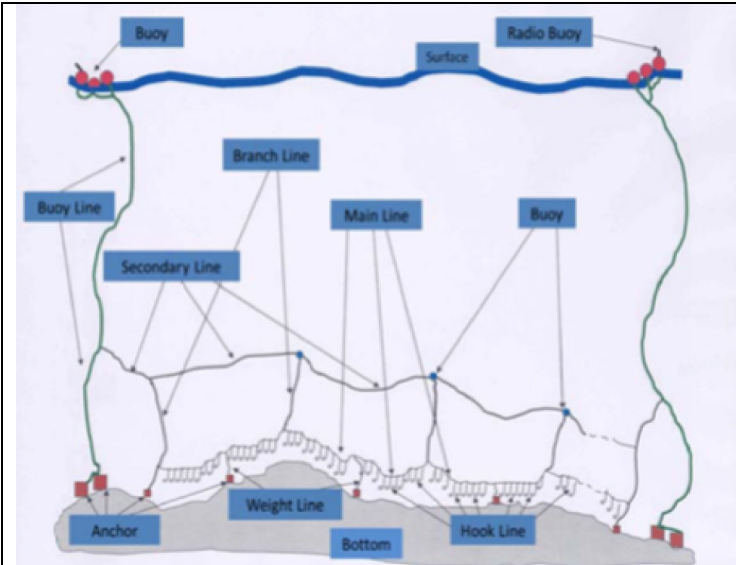 Buoy
Radio Buoy
Surface
Branch Line
Buoy Line
Main Line
Buoy
Secondary Line
Weight Line
Anchor
Hook Line
Bottom